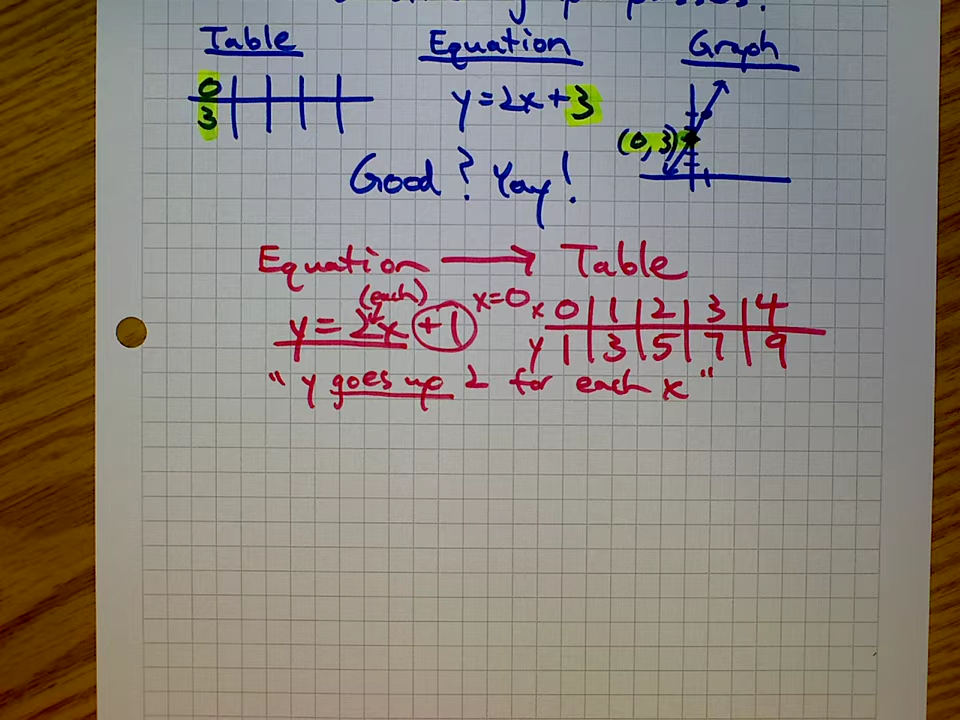 Table Equation Graph
0
3
y=2x+3
(0,3)
Good? Yay!
Equation → Table
(each)
y = 2x +1 x=0
x 0 1 2 3 4
y 1 3 5 7 9
"y goes up 2 for each x"